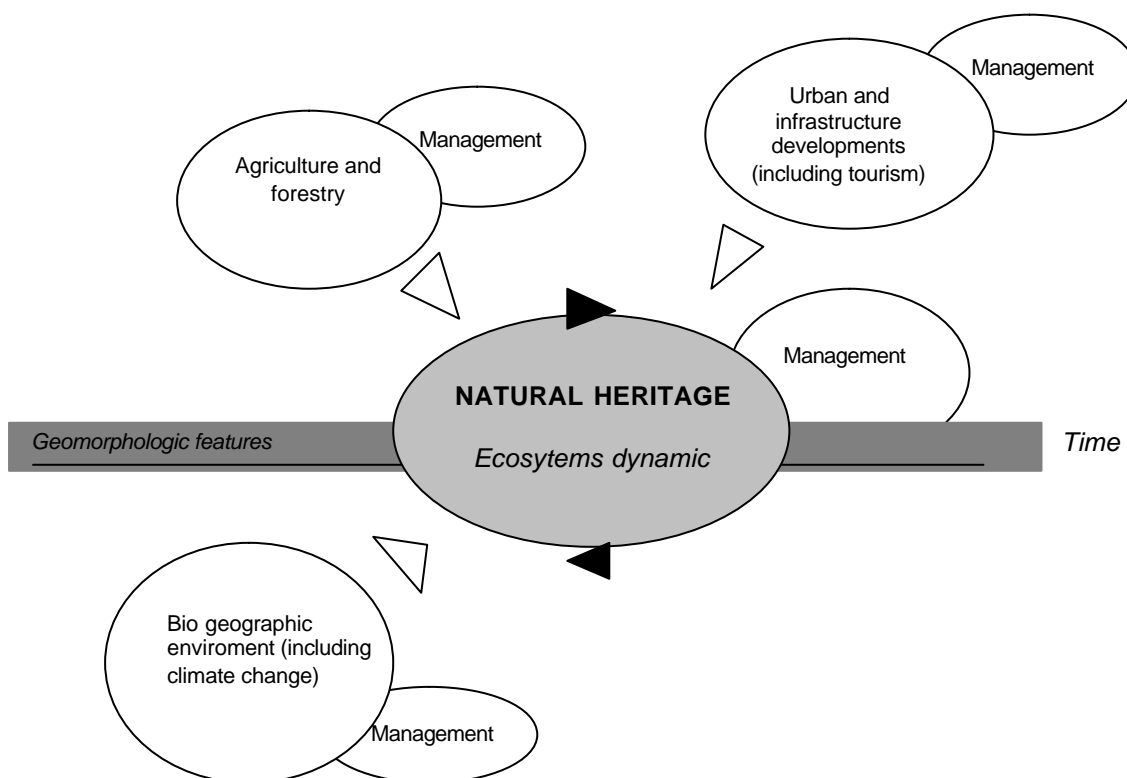 Management
Urban and
infrastructure
developments
(including tourism)
Management
Agriculture and
forestry
Management
NATURAL HERITAGE
Geomorphologic features
Time
Ecosytems dynamic
Bio geographic
enviroment (including
climate change)
Management